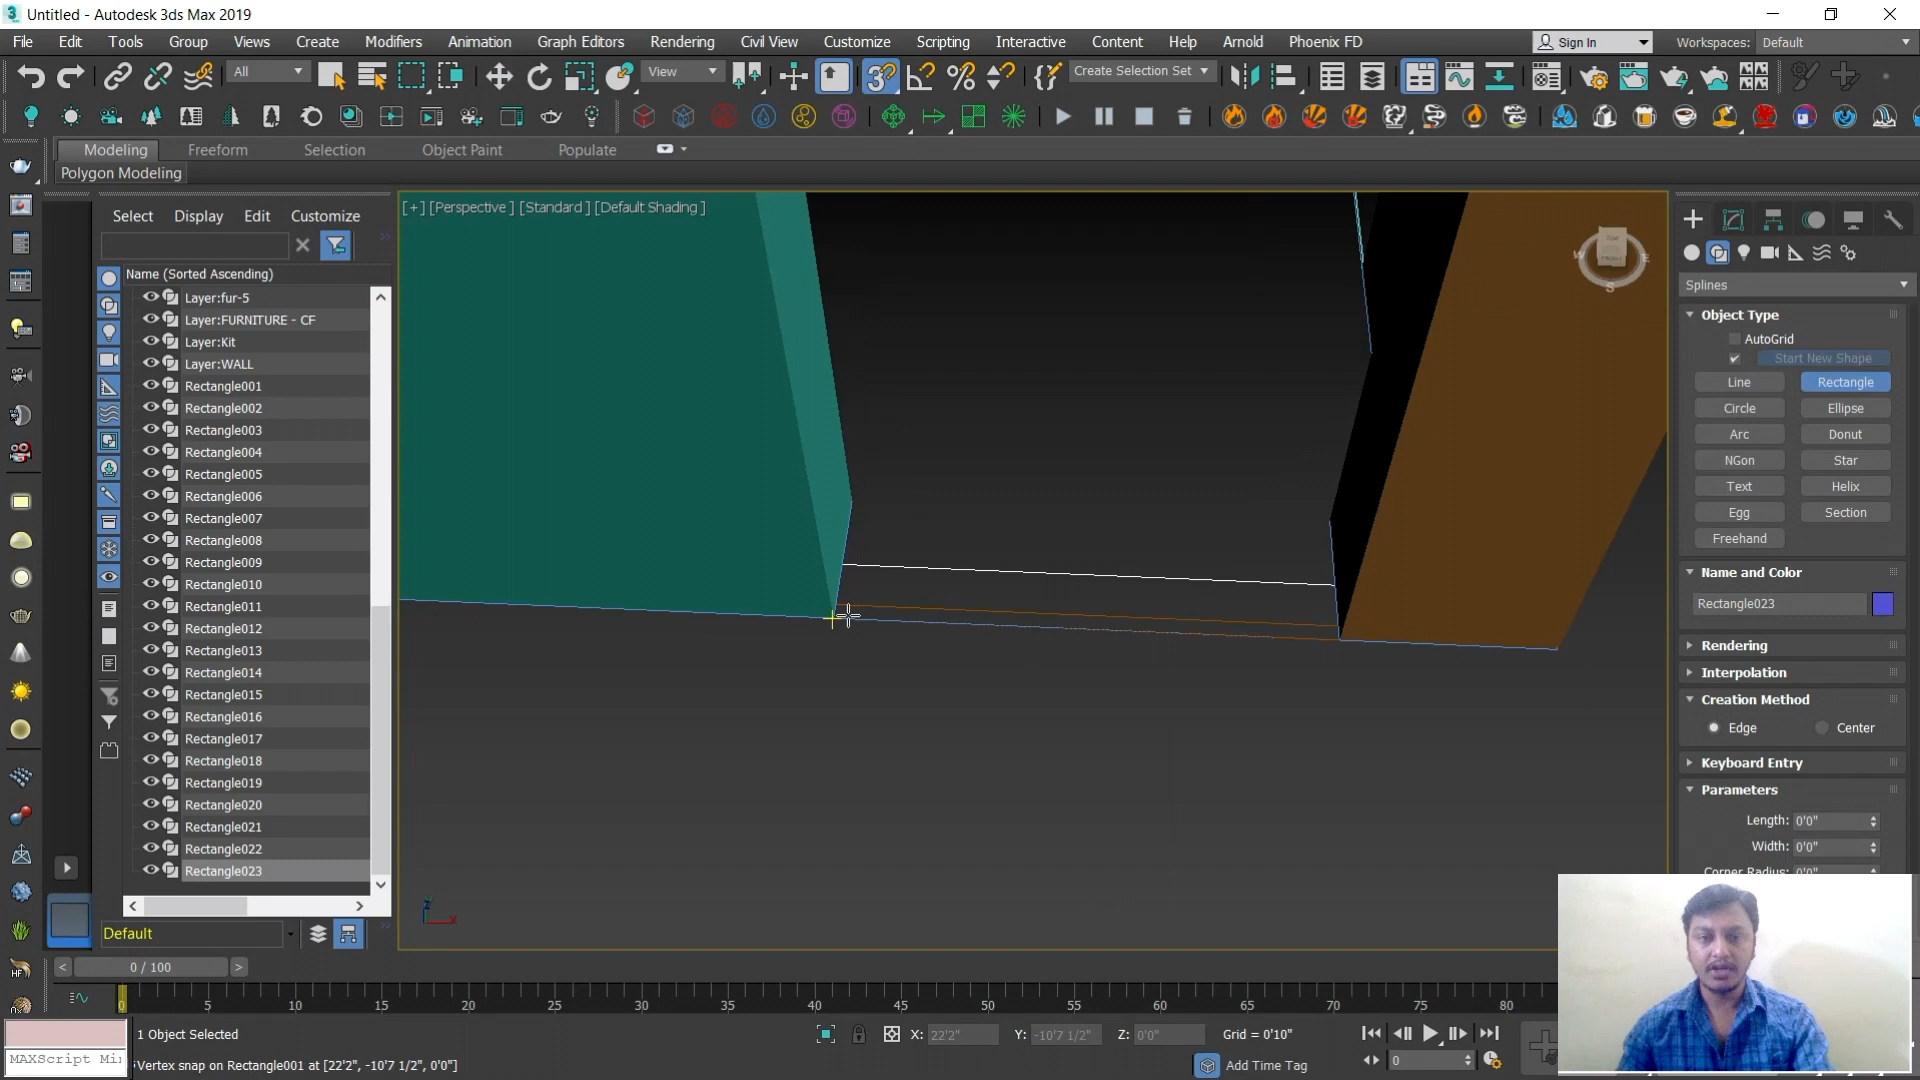 Untitled - Autodesk 3ds Max 2019
File Edit Tools Group Views Create Modifiers Animation Graph Editors Rendering Civil View Customize Scripting Interactive Content Help Arnold Phoenix FD
Sign In Workspaces: Default
All View Create Selection Set
Modeling Freeform Selection Object Paint Populate
Polygon Modeling
Select Display Edit Customize
Name (Sorted Ascending)
Layer:fur-5
Layer:FURNITURE - CF
Layer:Kit
Layer:WALL
Rectangle001
Rectangle002
Rectangle003
Rectangle004
Rectangle005
Rectangle006
Rectangle007
Rectangle008
Rectangle009
Rectangle010
Rectangle011
Rectangle012
Rectangle013
Rectangle014
Rectangle015
Rectangle016
Rectangle017
Rectangle018
Rectangle019
Rectangle020
Rectangle021
Rectangle022
Rectangle023
Default
[+] [Perspective ] [Standard ] [Default Shading ]
Splines
Object Type
AutoGrid
Start New Shape
Line Rectangle
Circle Ellipse
Arc Donut
NGon Star
Text Helix
Egg Section
Freehand
Name and Color
Rectangle023
Rendering
Interpolation
Creation Method
Edge Center
Keyboard Entry
Parameters
Length: 0'0"
Width: 0'0"
Corner Radius: 0'0"
< 0 / 100 >
0 5 10 15 20 25 30 35 40 45 50 55 60 65 70 75 80
1 Object Selected
X: 22'2" Y: -10'7 1/2" Z: 0'0" Grid = 0'10"
MAXScript Mi
Vertex snap on Rectangle001 at [22'2", -10'7 1/2", 0'0"]
Add Time Tag
0